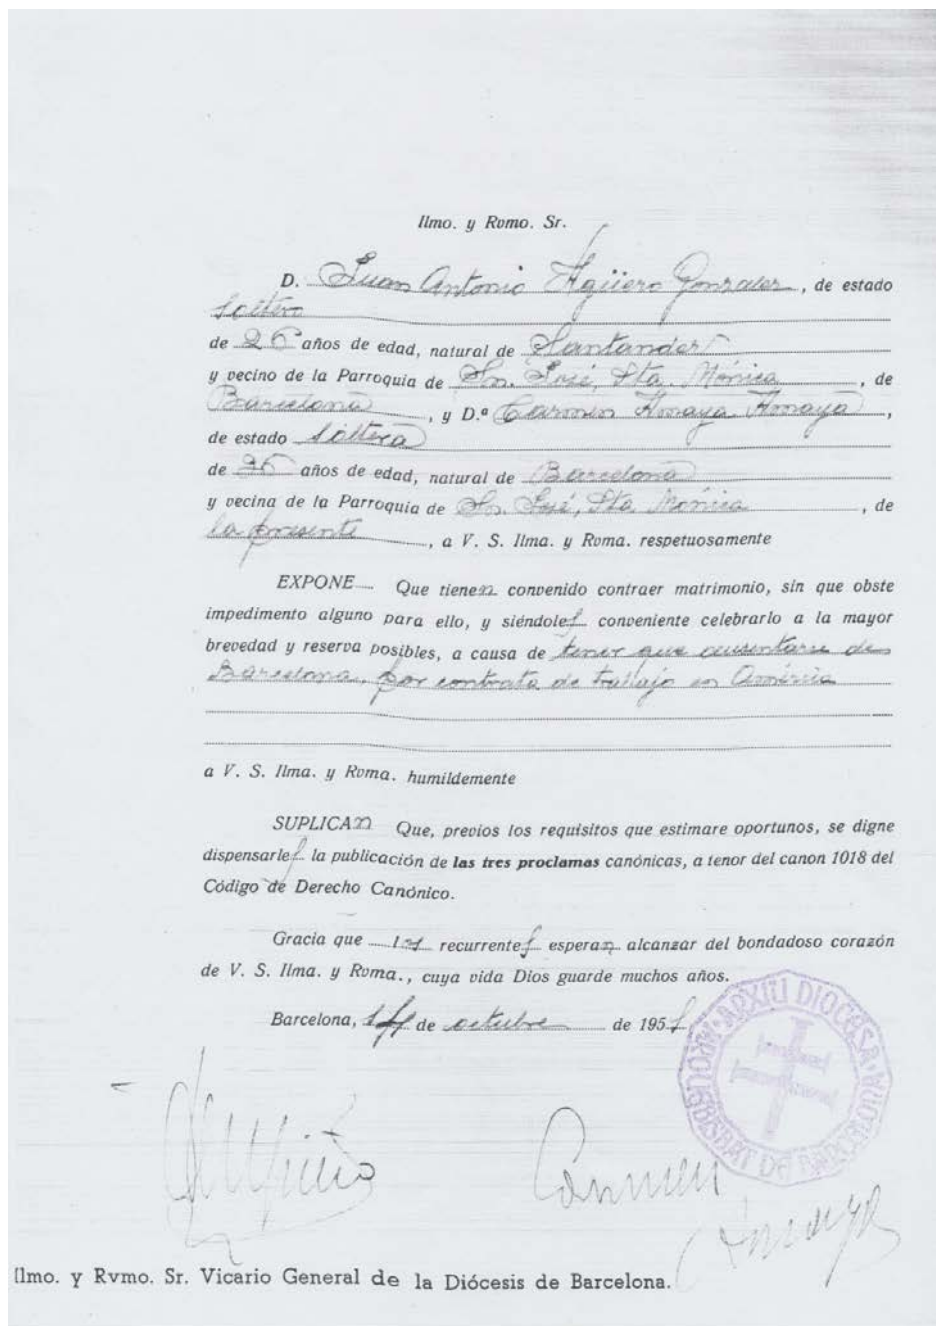 Ilmo. y Rvmo. Sr.
D. Juan Antonio Agüero Gonzalez, de estado
soltero
de 26 años de edad, natural de Santander
y vecino de la Parroquia de Sn. José, Sta. Mónica, de
Barcelona, y D.ª Carmen Amaya Amaya,
de estado soltera
de años de edad, natural de Barcelona
y vecina de la Parroquia de Sn. José, Sta Mónica, de
la presente, a V. S. Ilma. y Rvma. respetuosamente
EXPONE Que tienen convenido contraer matrimonio, sin que obste
impedimento alguno para ello, y siéndoles conveniente celebrarlo a la mayor
brevedad y reserva posibles, a causa de tener que ausentarse de
Barcelona, por contrata de trabajo en América
a V. S. Ilma. y Rvma. humildemente
SUPLICAn Que, previos los requisitos que estimare oportunos, se digne
dispensarles la publicación de las tres proclamas canónicas, a tenor del canon 1018 del
Código de Derecho Canónico.
Gracia que los recurrentes esperan alcanzar del bondadoso corazón
de V. S. Ilma. y Rvma., cuya vida Dios guarde muchos años.
Barcelona, de octubre de 1951
ARXIU DIOCESÀ · ARQUEBISBAT DE BARCELONA
Carmen
Amaya
Ilmo. y Rvmo. Sr. Vicario General de la Diócesis de Barcelona.